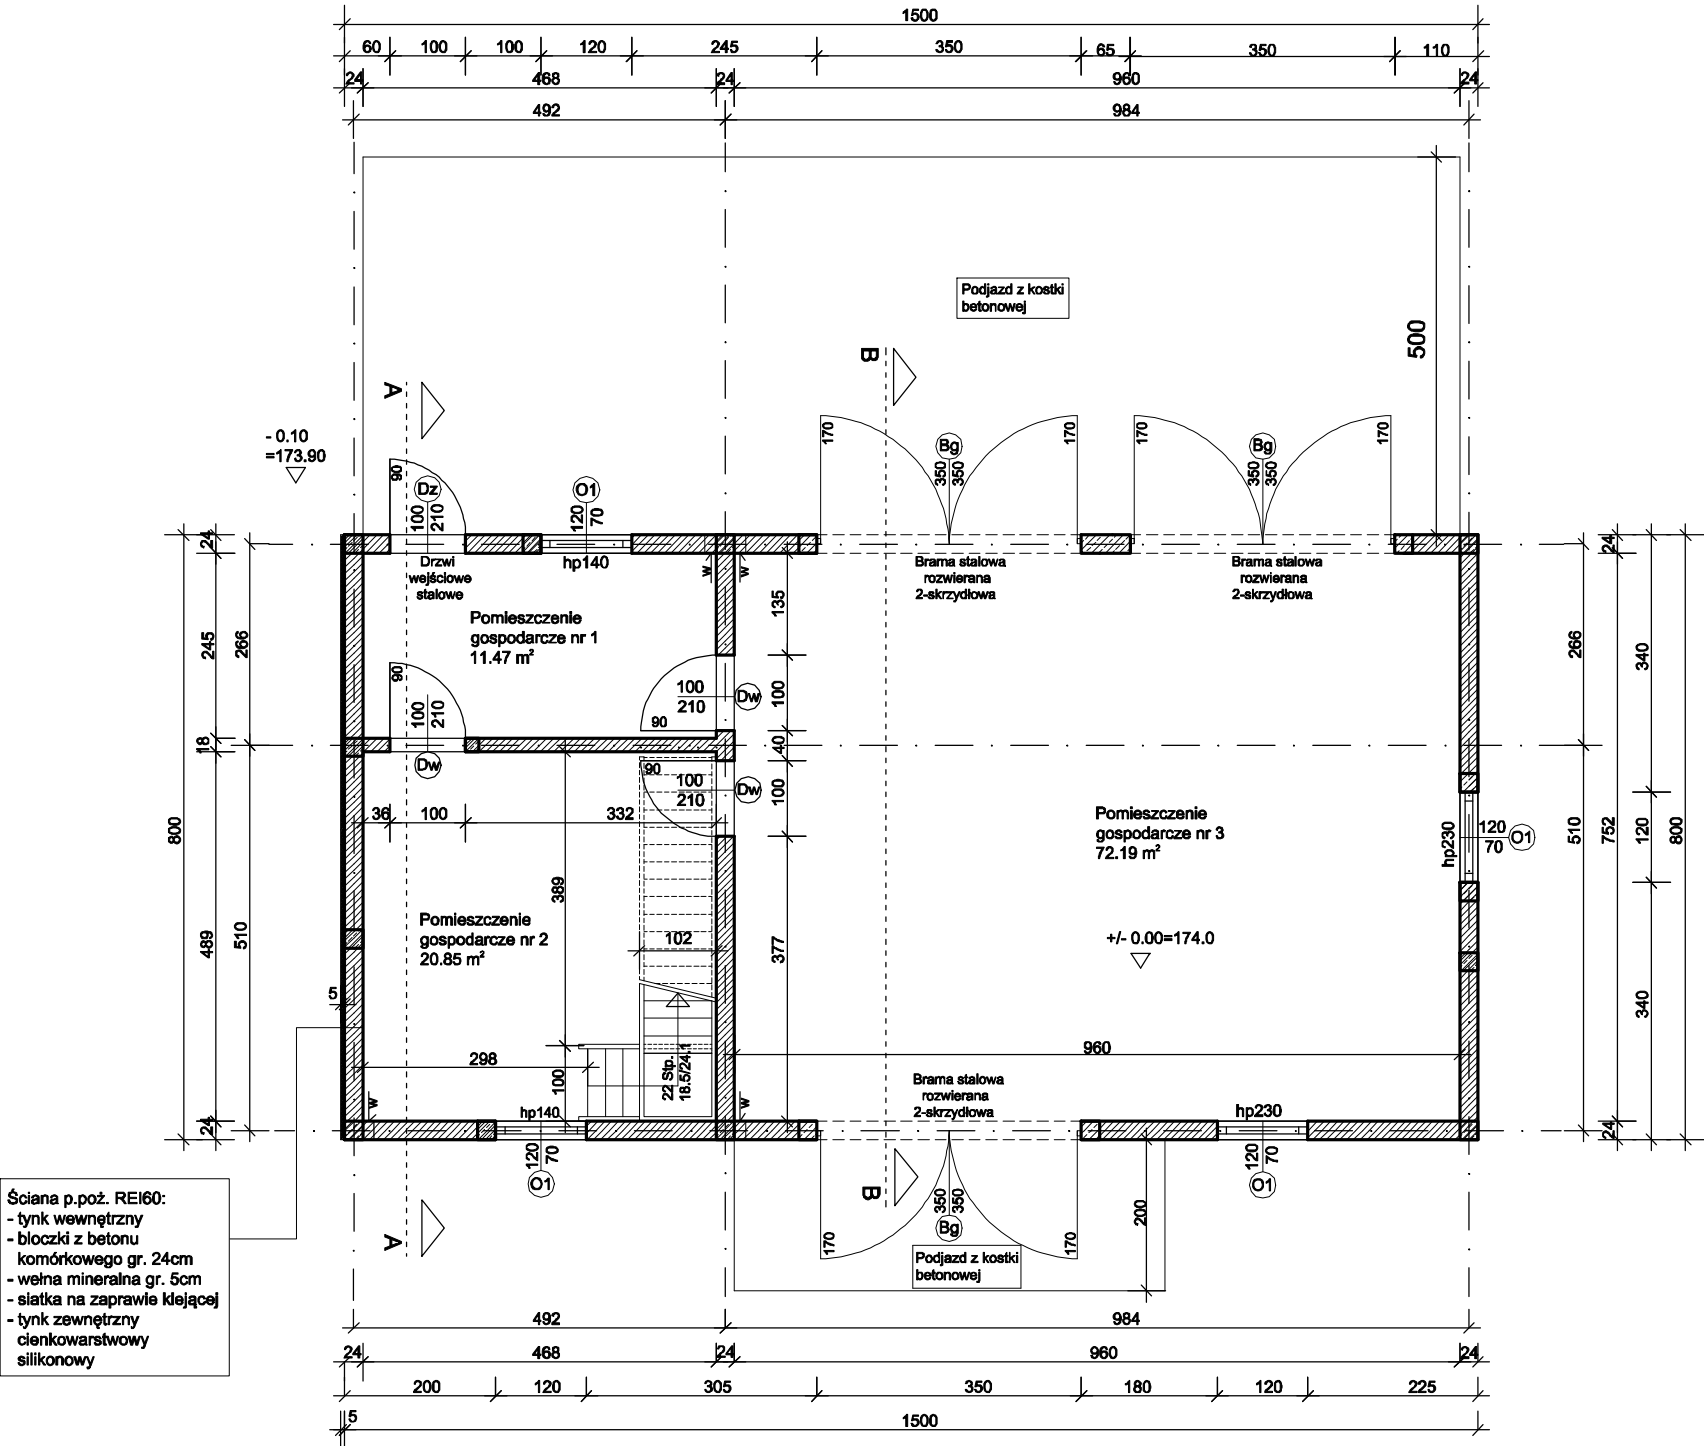 1500
60 100 100 120 245 350 65 350 110
24 468 24 960 24
492 984
Podjazd z kostki
betonowej
500
B
A
- 0.10
=173.90
170 170 170 170
Bg Bg
350 350 350 350
90
Dz
100
210
O1
120
70
hp140
Drzwi
wejściowe
stalowe
Brama stalowa
rozwierana
2-skrzydłowa
Brama stalowa
rozwierana
2-skrzydłowa
w w
Pomieszczenie
gospodarcze nr 1
11.47 m²
24 245 18 489 24
266 510
800
135 100 40 100 377
90
100
210
Dw
100
210
90
Dw
90
100
210
Dw
36 100 332
389
Pomieszczenie
gospodarcze nr 2
20.85 m²
102
5
298
100
22 Stp.
18.5/24.1
Pomieszczenie
gospodarcze nr 3
72.19 m²
+/- 0.00=174.0
hp230
120
70
O1
266 510
24 752 24
340 120 340
800
960
w w
hp140
120
70
O1
Brama stalowa
rozwierana
2-skrzydłowa
hp230
120
70
O1
B
A
350 350
Bg
170 170
200
Podjazd z kostki
betonowej
Ściana p.poż. REI60:
- tynk wewnętrzny
- bloczki z betonu
komórkowego gr. 24cm
- wełna mineralna gr. 5cm
- siatka na zaprawie klejącej
- tynk zewnętrzny
cienkowarstwowy
silikonowy
492 984
24 468 24 960 24
200 120 305 350 180 120 225
5 1500